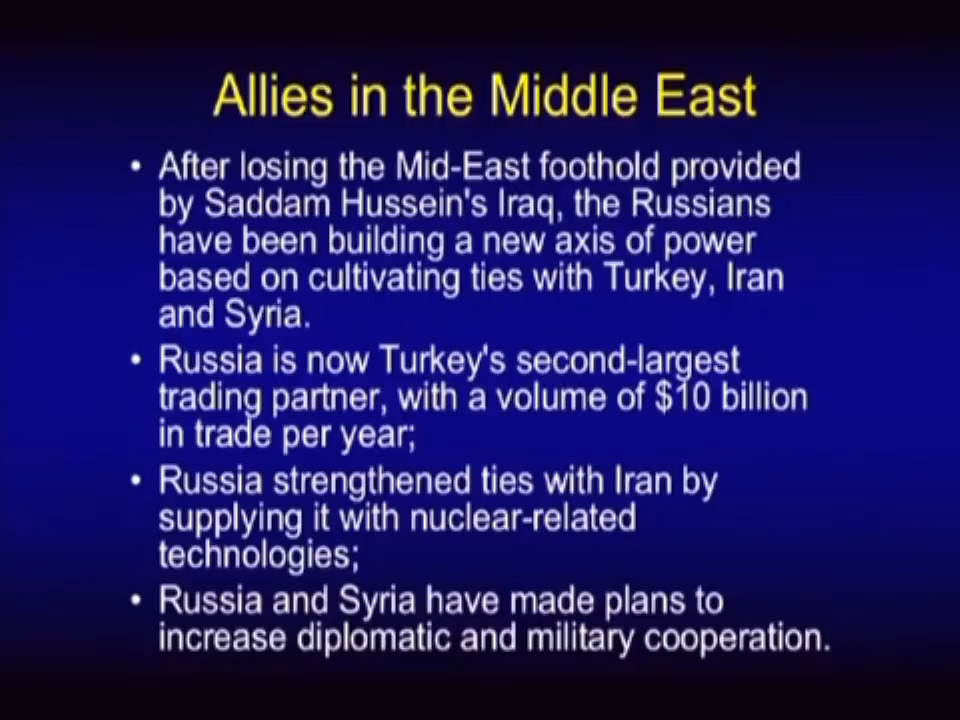 Allies in the Middle East
• After losing the Mid-East foothold provided
by Saddam Hussein's Iraq, the Russians
have been building a new axis of power
based on cultivating ties with Turkey, Iran
and Syria.
• Russia is now Turkey's second-largest
trading partner, with a volume of $10 billion
in trade per year;
• Russia strengthened ties with Iran by
supplying it with nuclear-related
technologies;
• Russia and Syria have made plans to
increase diplomatic and military cooperation.